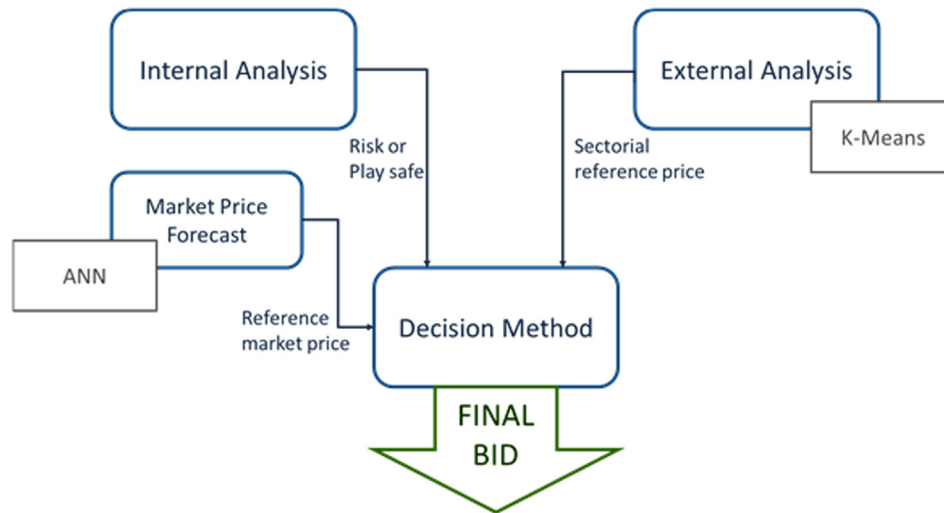 Internal Analysis
External Analysis
K-Means
Risk or
Play safe
Sectorial
reference price
Market Price
Forecast
ANN
Reference
market price
Decision Method
FINAL
BID